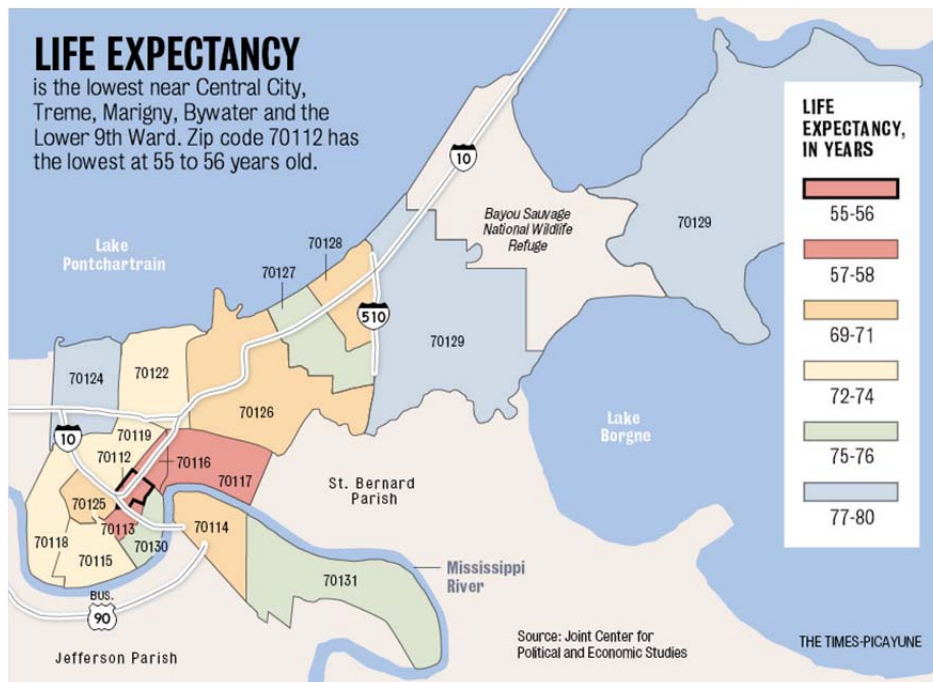 LIFE EXPECTANCY
is the lowest near Central City,
Treme, Marigny, Bywater and the
Lower 9th Ward. Zip code 70112 has
the lowest at 55 to 56 years old.
LIFE
EXPECTANCY,
IN YEARS
55-56
57-58
69-71
72-74
75-76
77-80
10
Bayou Sauvage
National Wildlife
Refuge
70129
Lake
Pontchartrain
70128
70127
510
70129
70124
70122
70126
Lake
Borgne
10
70119
70112
70116
70117
St. Bernard
Parish
70125
70113
70114
70118
70130
70115
70131
Mississippi
River
BUS.
90
Jefferson Parish
Source: Joint Center for
Political and Economic Studies
THE TIMES-PICAYUNE